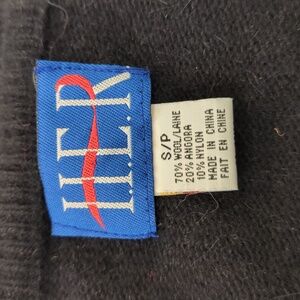 I.I.E.R
S/P
70% WOOL/LAINE
20% ANGORA
10% NYLON
MADE IN CHINA
FAIT EN CHINE